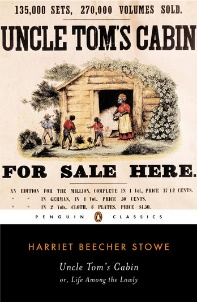 135,000 SETS, 270,000 VOLUMES SOLD.
UNCLE TOM'S CABIN
FOR SALE HERE.
AN EDITION FOR THE MILLION, COMPLETE IN 1 Vol., PRICE 37 1/2 CENTS.
" " IN GERMAN, IN 1 Vol. PRICE 50 CENTS.
" " IN 2 Vols. CLOTH, 6 PLATES, PRICE $1.50.
PENGUIN CLASSICS
HARRIET BEECHER STOWE
Uncle Tom's Cabin
or, Life Among the Lowly